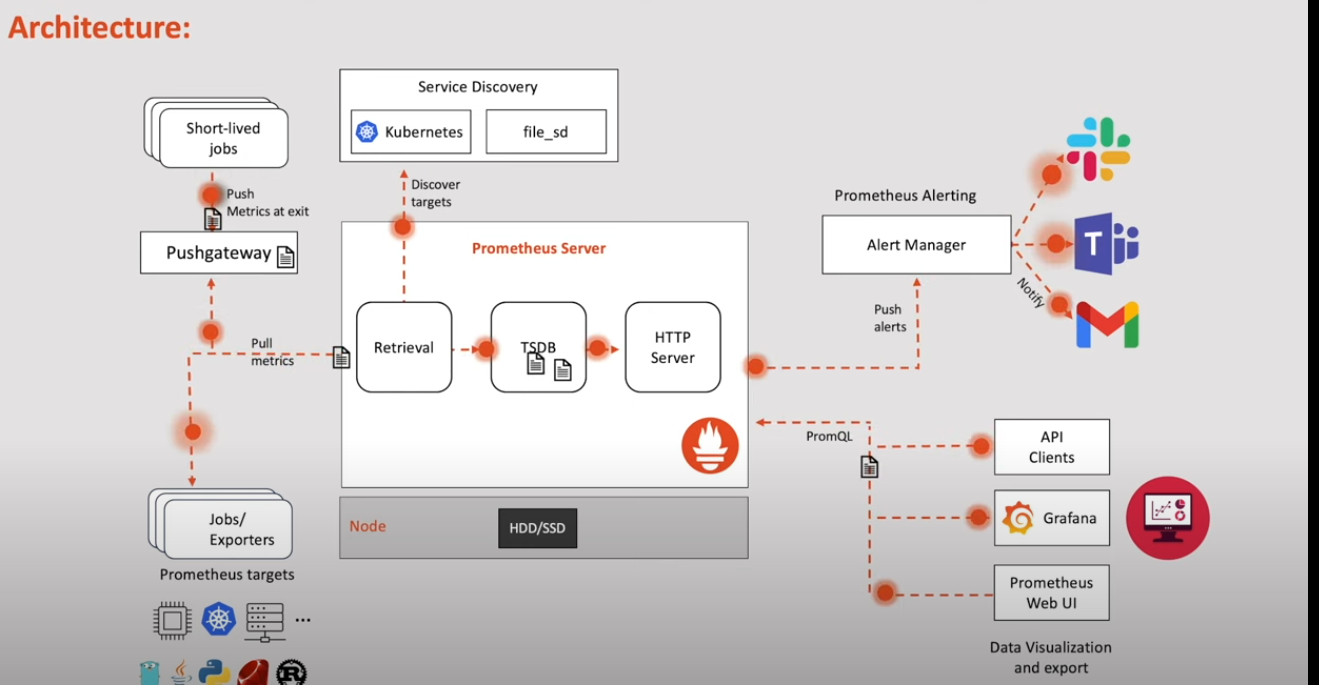 Architecture:
Service Discovery
Kubernetes
file_sd
Short-lived
jobs
Push
Metrics at exit
Discover
targets
Pushgateway
Pull
metrics
Prometheus Server
Retrieval
TSDB
HTTP
Server
Node
HDD/SSD
Jobs/
Exporters
Prometheus targets
...
Prometheus Alerting
Alert Manager
Push
alerts
Notify
T
PromQL
API
Clients
Grafana
Prometheus
Web UI
Data Visualization
and export
R